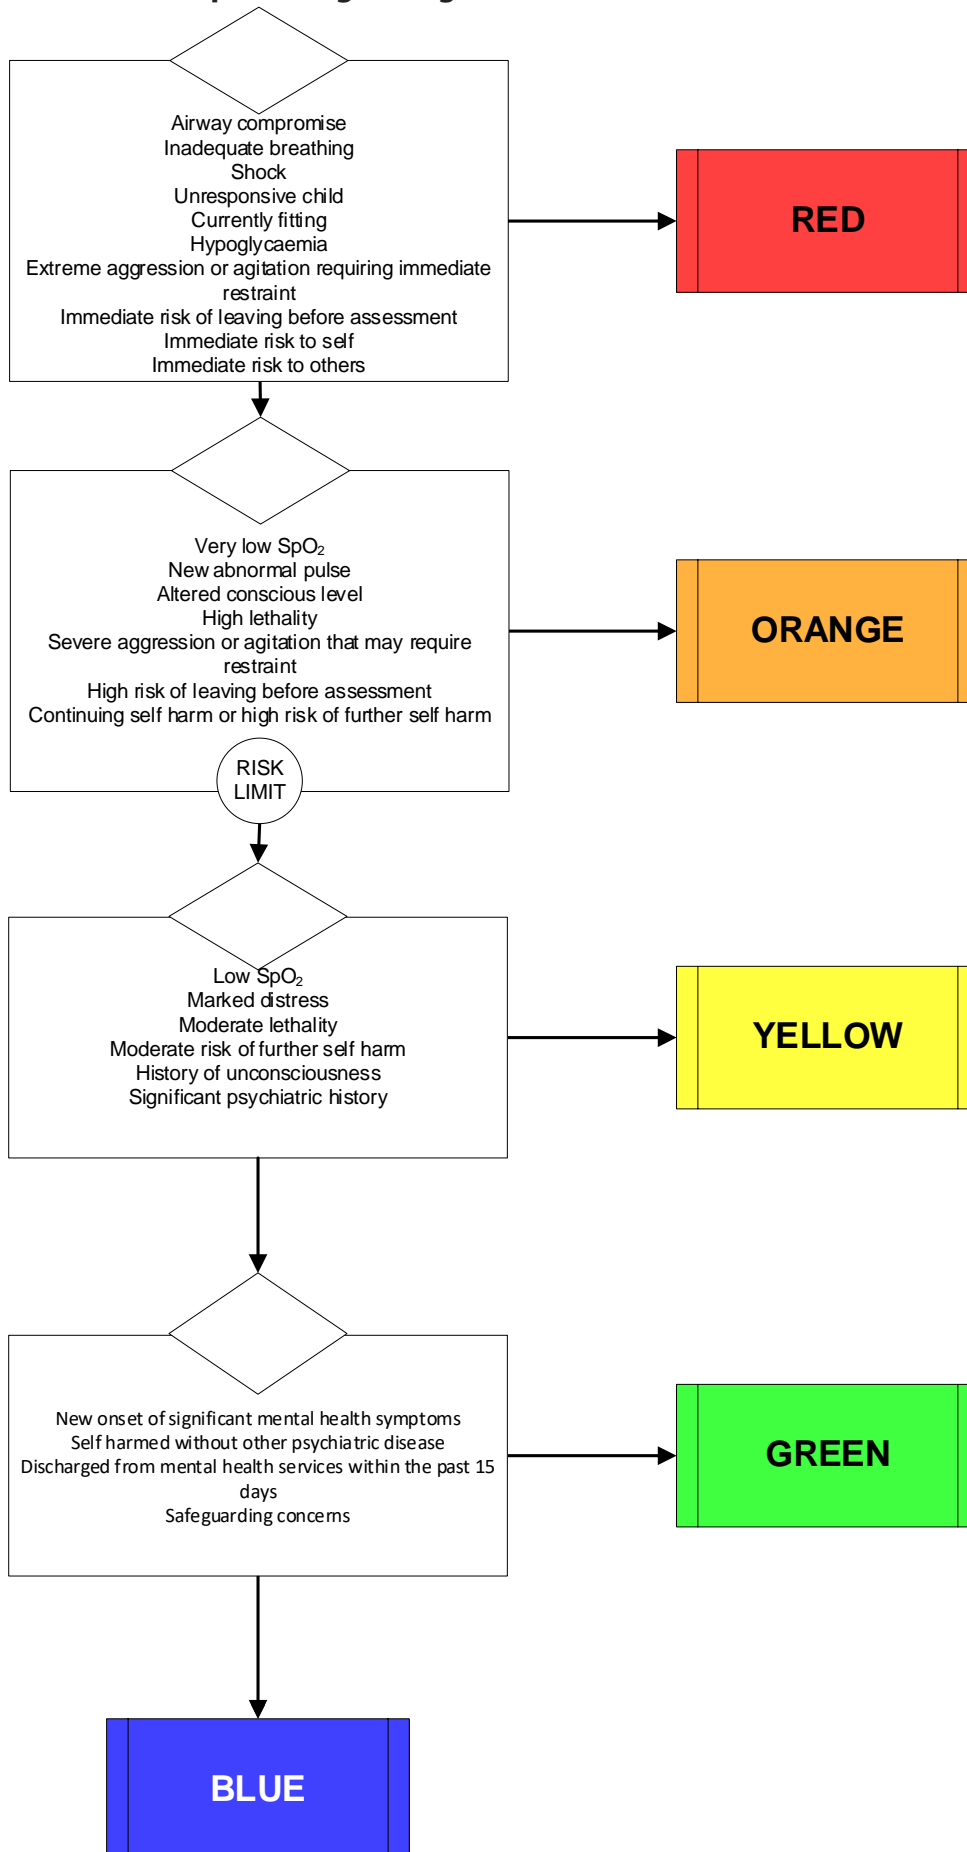 Airway compromise
Inadequate breathing
Shock
Unresponsive child
Currently fitting
Hypoglycaemia
Extreme aggression or agitation requiring immediate
restraint
Immediate risk of leaving before assessment
Immediate risk to self
Immediate risk to others
RED
Very low SpO₂
New abnormal pulse
Altered conscious level
High lethality
Severe aggression or agitation that may require
restraint
High risk of leaving before assessment
Continuing self harm or high risk of further self harm
RISK
LIMIT
ORANGE
Low SpO₂
Marked distress
Moderate lethality
Moderate risk of further self harm
History of unconsciousness
Significant psychiatric history
YELLOW
New onset of significant mental health symptoms
Self harmed without other psychiatric disease
Discharged from mental health services within the past 15
days
Safeguarding concerns
GREEN
BLUE